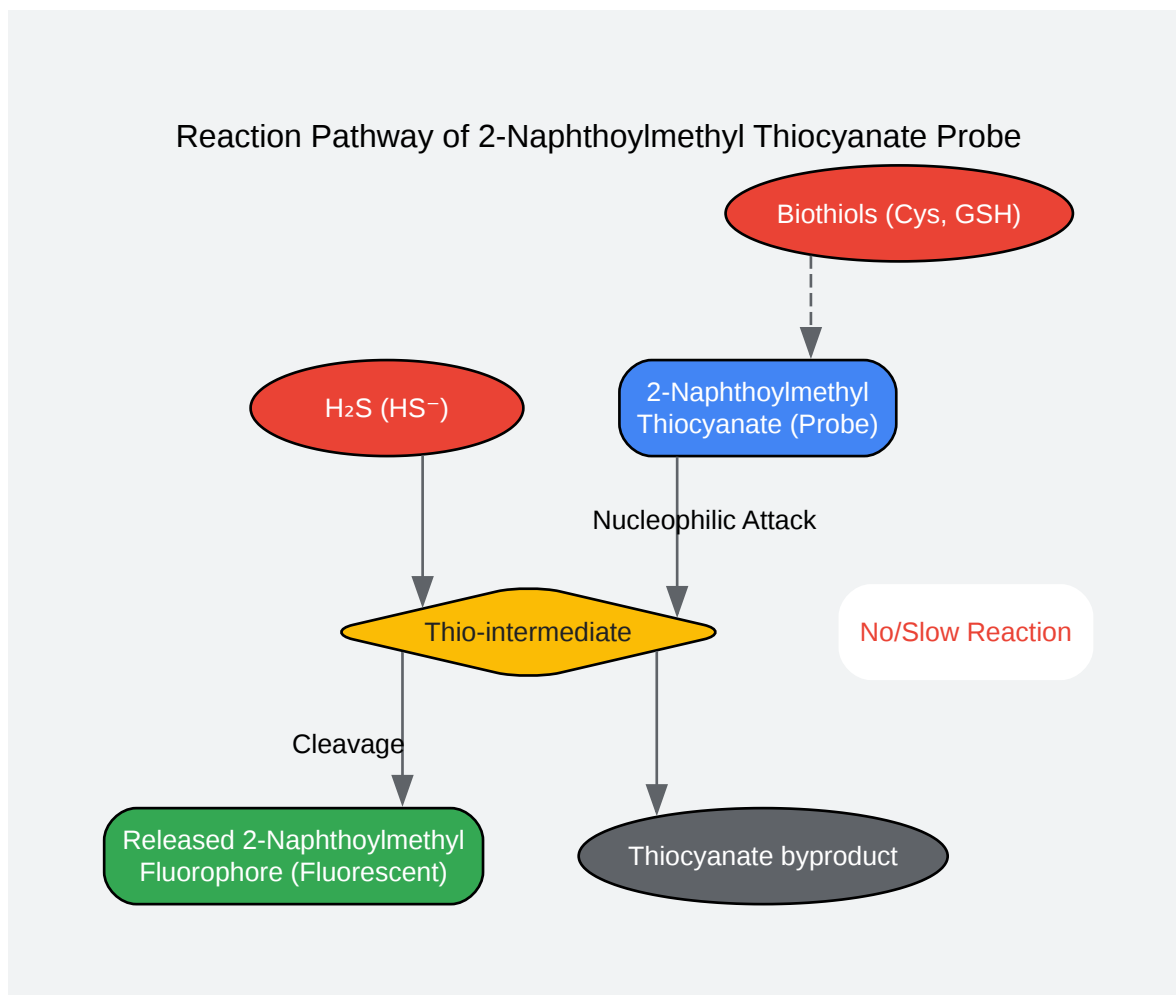 Reaction Pathway of 2-Naphthoylmethyl Thiocyanate Probe
Biothiols (Cys, GSH)
H₂S (HS⁻)
2-Naphthoylmethyl
Thiocyanate (Probe)
Nucleophilic Attack
Thio-intermediate
No/Slow Reaction
Cleavage
Released 2-Naphthoylmethyl
Fluorophore (Fluorescent)
Thiocyanate byproduct